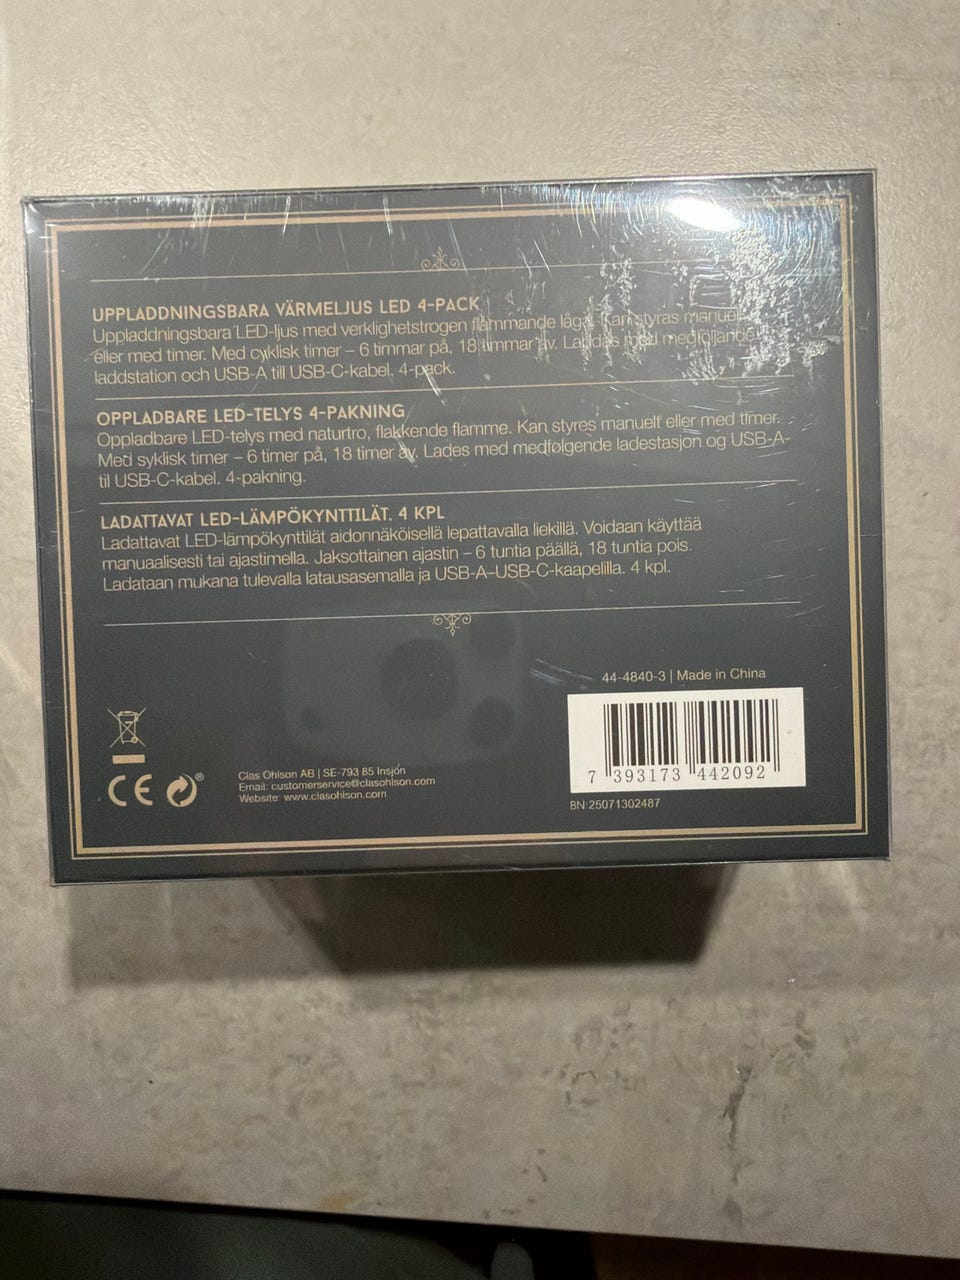 UPPLADDNINGSBARA VÄRMELJUS LED 4-PACK
Uppladdningsbara LED-ljus med verklighetstrogen flammande låga. Kan styras manuellt
eller med timer. Med cyklisk timer – 6 timmar på, 18 timmar av. Laddas med medföljande
laddstation och USB-A till USB-C-kabel. 4-pack.
OPPLADBARE LED-TELYS 4-PAKNING
Oppladbare LED-telys med naturtro, flakkende flamme. Kan styres manuelt eller med timer.
Med syklisk timer – 6 timer på, 18 timer av. Lades med medfølgende ladestasjon og USB-A-
til USB-C-kabel. 4-pakning.
LADATTAVAT LED-LÄMPÖKYNTTILÄT, 4 KPL
Ladattavat LED-lämpökynttilät aidonnäköisellä lepattavalla liekillä. Voidaan käyttää
manuaalisesti tai ajastimella. Jaksottainen ajastin – 6 tuntia päällä, 18 tuntia pois.
Ladataan mukana tulevalla latausasemalla ja USB-A–USB-C-kaapelilla. 4 kpl.
44-4840-3 | Made in China
7 393173 442092
BN:25071302487
CE
Clas Ohlson AB | SE-793 85 Insjön
Email: customerservice@clasohlson.com
Website: www.clasohlson.com